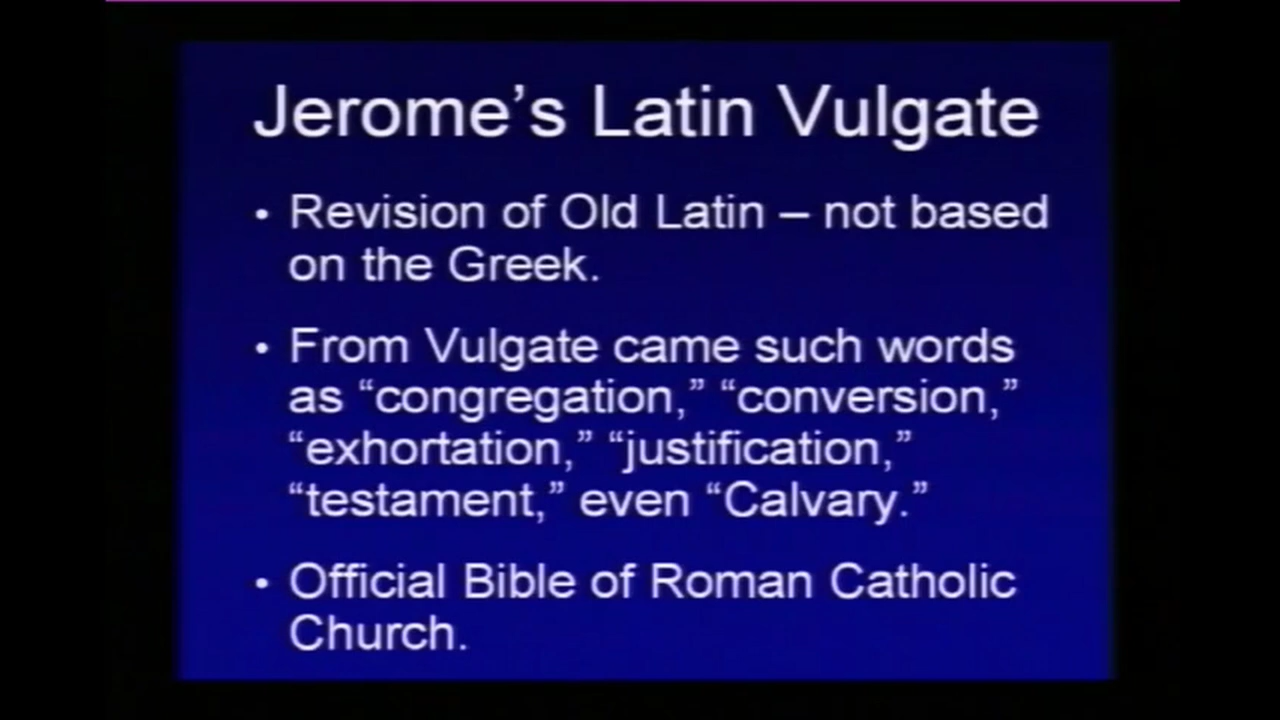 Jerome’s Latin Vulgate
• Revision of Old Latin – not based
on the Greek.
• From Vulgate came such words
as “congregation,” “conversion,”
“exhortation,” “justification,”
“testament,” even “Calvary.”
• Official Bible of Roman Catholic
Church.